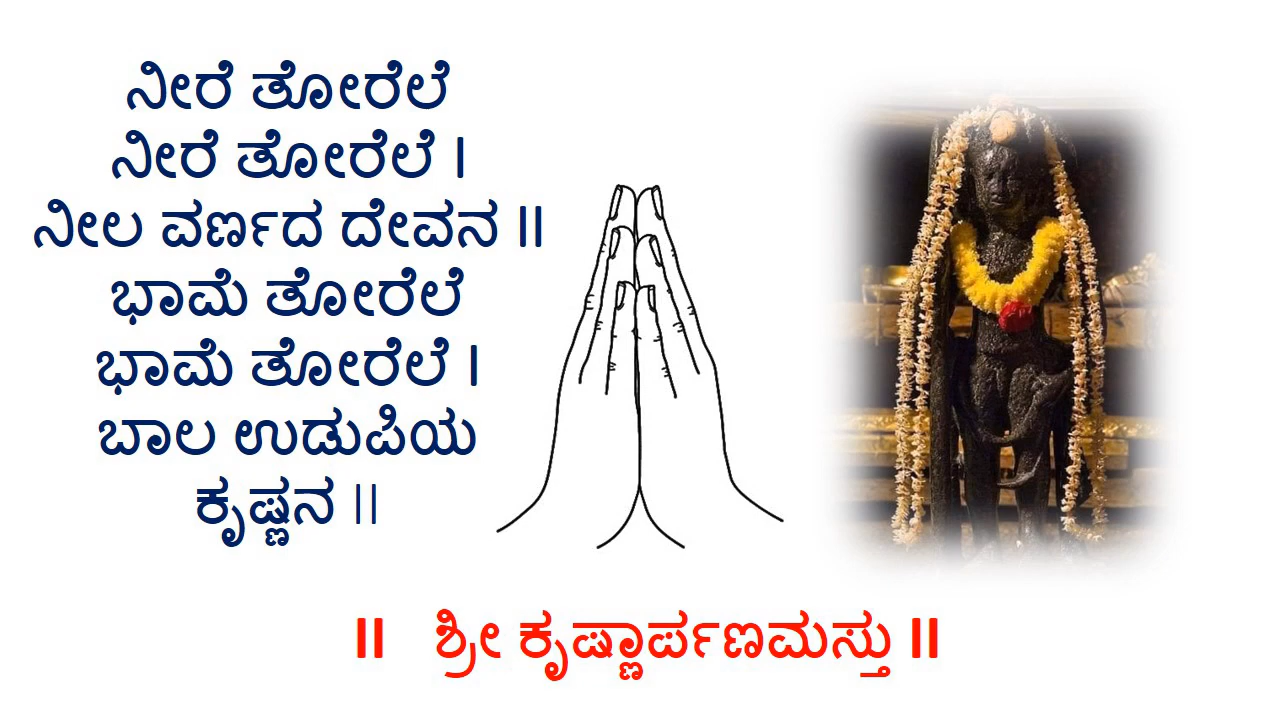 ನೀರೆ ತೋರೆಲೆ
ನೀರೆ ತೋರೆಲೆ ।
ನೀಲ ವರ್ಣದ ದೇವನ ॥
ಭಾಮೆ ತೋರೆಲೆ
ಭಾಮೆ ತೋರೆಲೆ ।
ಬಾಲ ಉಡುಪಿಯ
ಕೃಷ್ಣನ ॥
॥ ಶ್ರೀ ಕೃಷ್ಣಾರ್ಪಣಮಸ್ತು ॥